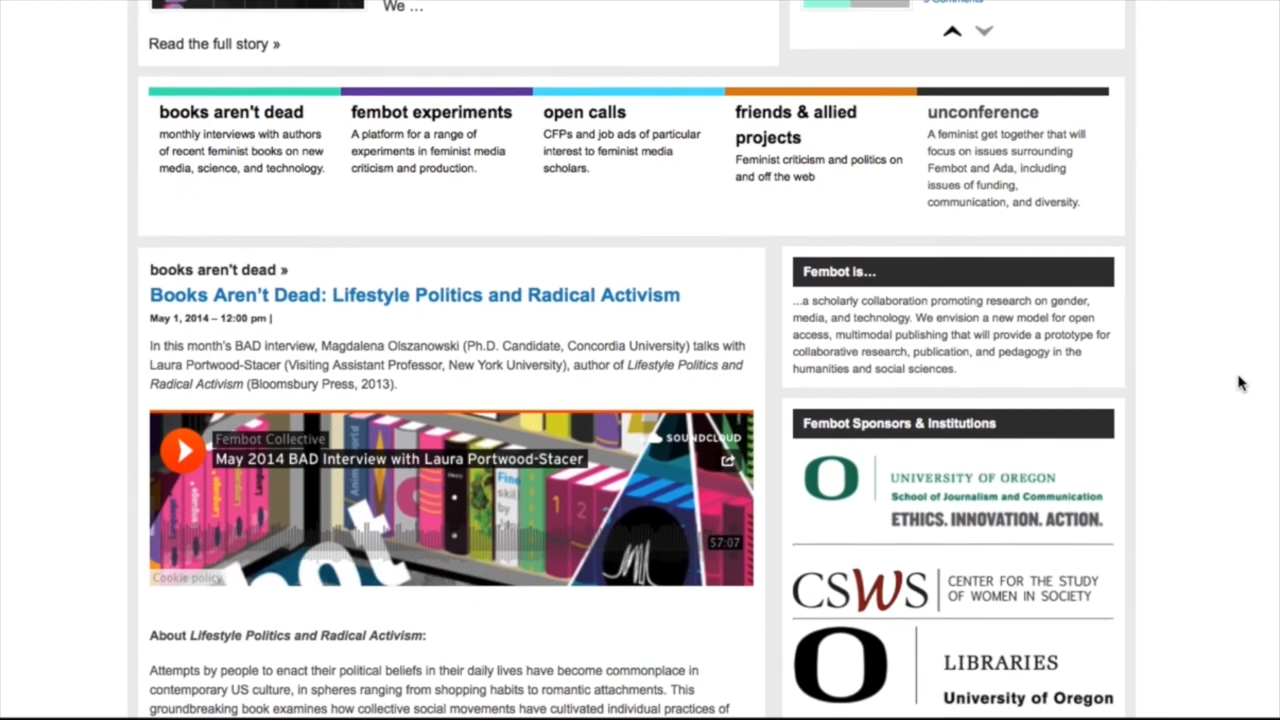 We ...
Read the full story »
books aren't dead
monthly interviews with authors
of recent feminist books on new
media, science, and technology.
fembot experiments
A platform for a range of
experiments in feminist media
criticism and production.
open calls
CFPs and job ads of particular
interest to feminist media
scholars.
friends & allied
projects
Feminist criticism and politics on
and off the web
unconference
A feminist get together that will
focus on issues surrounding
Fembot and Ada, including
issues of funding,
communication, and diversity.
books aren't dead »
Books Aren't Dead: Lifestyle Politics and Radical Activism
May 1, 2014 – 12:00 pm |
In this month's BAD interview, Magdalena Olszanowski (Ph.D. Candidate, Concordia University) talks with
Laura Portwood-Stacer (Visiting Assistant Professor, New York University), author of Lifestyle Politics and
Radical Activism (Bloomsbury Press, 2013).
Fembot Collective
May 2014 BAD Interview with Laura Portwood-Stacer
SOUNDCLOUD
57:07
Cookie policy
About Lifestyle Politics and Radical Activism:
Attempts by people to enact their political beliefs in their daily lives have become commonplace in
contemporary US culture, in spheres ranging from shopping habits to romantic attachments. This
groundbreaking book examines how collective social movements have cultivated individual practices of
Fembot is...
...a scholarly collaboration promoting research on gender,
media, and technology. We envision a new model for open
access, multimodal publishing that will provide a prototype for
collaborative research, publication, and pedagogy in the
humanities and social sciences.
Fembot Sponsors & Institutions
UNIVERSITY OF OREGON
School of Journalism and Communication
ETHICS. INNOVATION. ACTION.
CSWS
CENTER FOR THE STUDY
OF WOMEN IN SOCIETY
LIBRARIES
University of Oregon